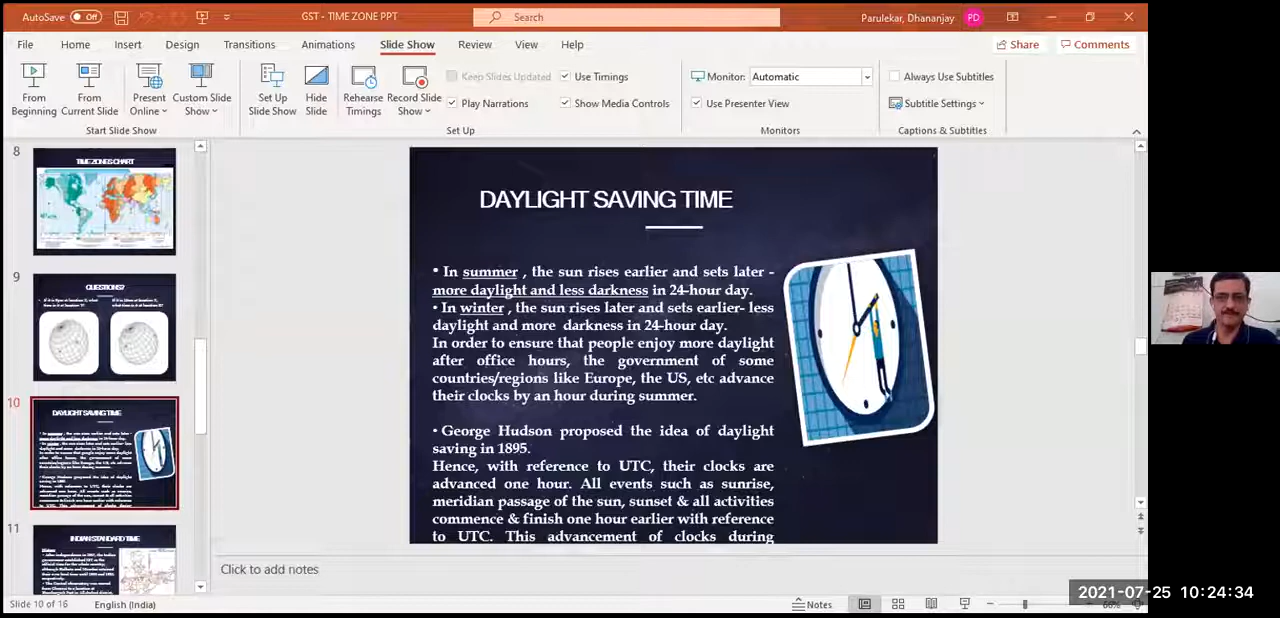 AutoSave Off GST - TIME ZONE PPT Search Parulekar, Dhananjay PD
File Home Insert Design Transitions Animations Slide Show Review View Help Share Comments
From Beginning
From Current Slide
Present Online
Custom Slide Show
Set Up Slide Show
Hide Slide
Rehearse Timings
Record Slide Show
Keep Slides Updated Use Timings
Play Narrations Show Media Controls
Monitor: Automatic
Use Presenter View
Always Use Subtitles
Subtitle Settings
Start Slide Show Set Up Monitors Captions & Subtitles
8
TIME ZONES CHART
9
QUESTIONS?
10
DAYLIGHT SAVING TIME
11
INDIAN STANDARD TIME
DAYLIGHT SAVING TIME
• In summer , the sun rises earlier and sets later -
more daylight and less darkness in 24-hour day.
• In winter , the sun rises later and sets earlier- less
daylight and more darkness in 24-hour day.
In order to ensure that people enjoy more daylight
after office hours, the government of some
countries/regions like Europe, the US, etc advance
their clocks by an hour during summer.
• George Hudson proposed the idea of daylight
saving in 1895.
Hence, with reference to UTC, their clocks are
advanced one hour. All events such as sunrise,
meridian passage of the sun, sunset & all activities
commence & finish one hour earlier with reference
to UTC. This advancement of clocks during
Click to add notes
Slide 10 of 16 English (India) Notes
2021-07-25 10:24:34